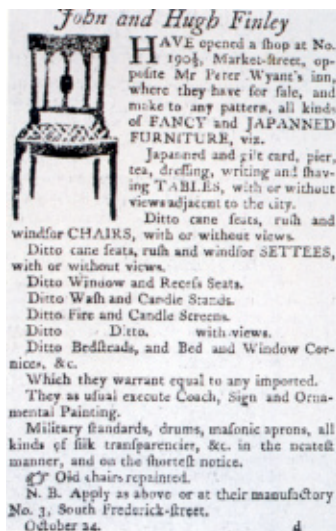 John and Hugh Finley
HAVE opened a ſhop at No.
190½, Market-ſtreet, op-
poſite Mr Peter Wyant's inn
where they have for ſale, and
make to any pattern, all kinds
of FANCY and JAPANNED
FURNITURE, viz.
Japanned and gilt card, pier,
tea, dreſſing, writing and ſhav-
ing TABLES, with or without
views adjacent to the city.
Ditto cane ſeats, ruſh and
windſor CHAIRS, with or without views.
Ditto cane ſeats, ruſh and windſor SETTEES,
with or without views.
Ditto Window and Receſs Seats.
Ditto Waſh and Candle Stands.
Ditto Fire and Candle Screens.
Ditto Ditto. with views.
Ditto Bedſteads, and Bed and Window Cor-
nices, &c.
Which they warrant equal to any imported.
They as uſual execute Coach, Sign and Orna-
mental Painting.
Military ſtandards, drums, maſonic aprons, all
kinds of ſilk tranſparencies, &c. in the neateſt
manner, and on the ſhorteſt notice.
☞ Old chairs repainted.
N. B. Apply as above or at their manufactory
No. 3, South Frederick-ſtreet.
October 24. d